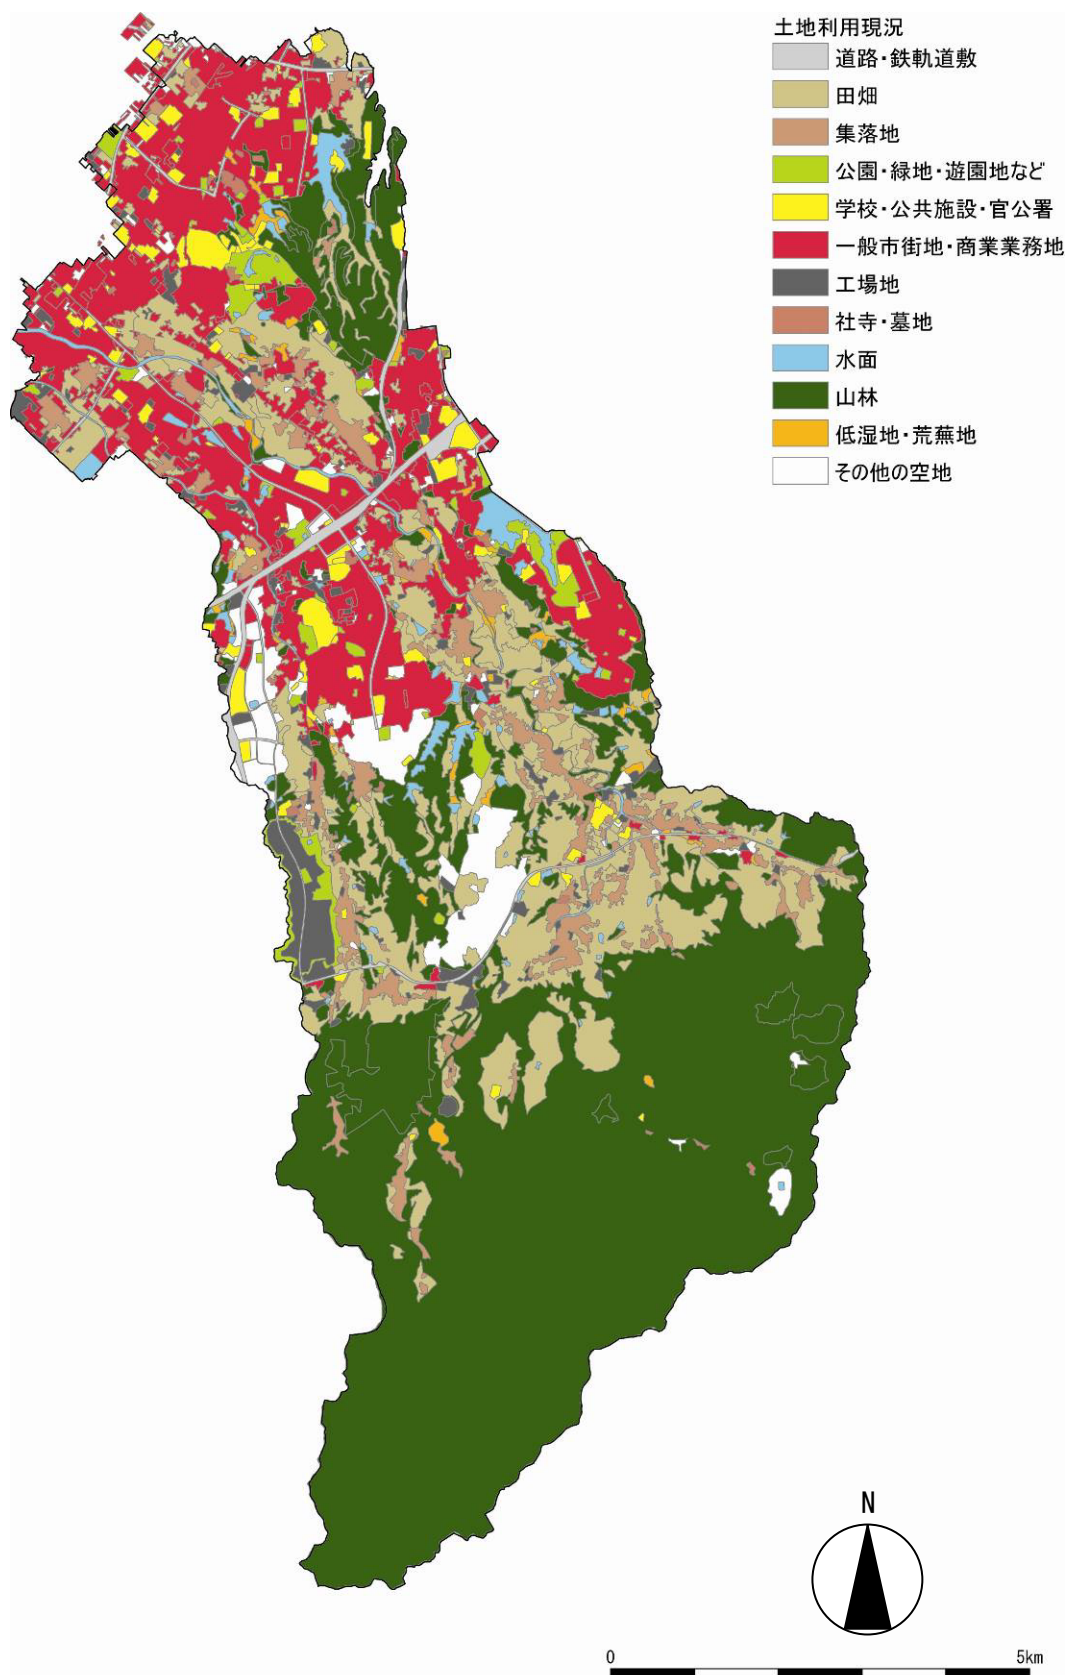 土地利用現況
道路・鉄軌道敷
田畑
集落地
公園・緑地・遊園地など
学校・公共施設・官公署
一般市街地・商業業務地
工場地
社寺・墓地
水面
山林
低湿地・荒蕪地
その他の空地
N
0 5km